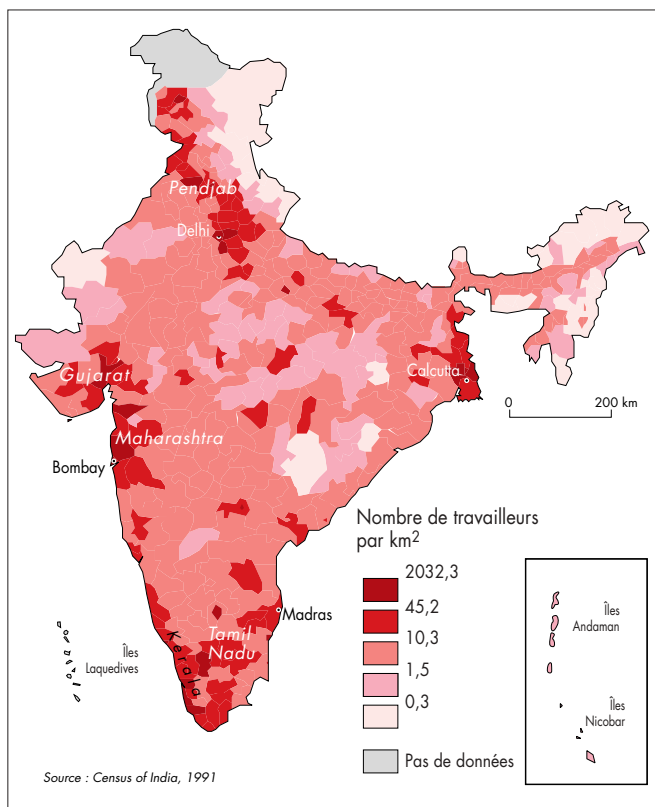 Pendjab
Delhi
Gujarat
Calcutta
0 200 km
Maharashtra
Bombay
Nombre de travailleurs
par km2
2032,3
45,2
10,3
1,5
0,3
Pas de données
Madras
Tamil
Nadu
Kerala
Îles
Laquedives
Îles
Andaman
Îles
Nicobar
Source : Census of India, 1991